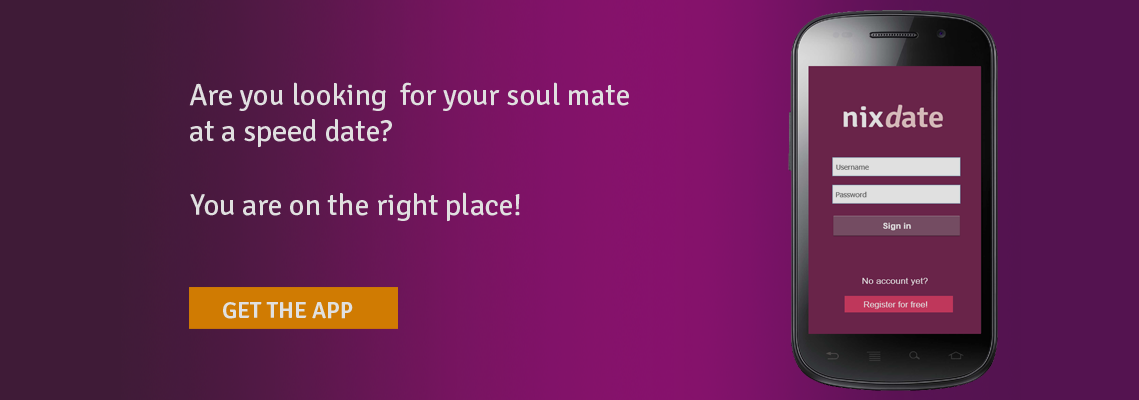 Are you looking for your soul mate
at a speed date?
You are on the right place!
GET THE APP
nixdate
Username
Password
Sign in
No account yet?
Register for free!